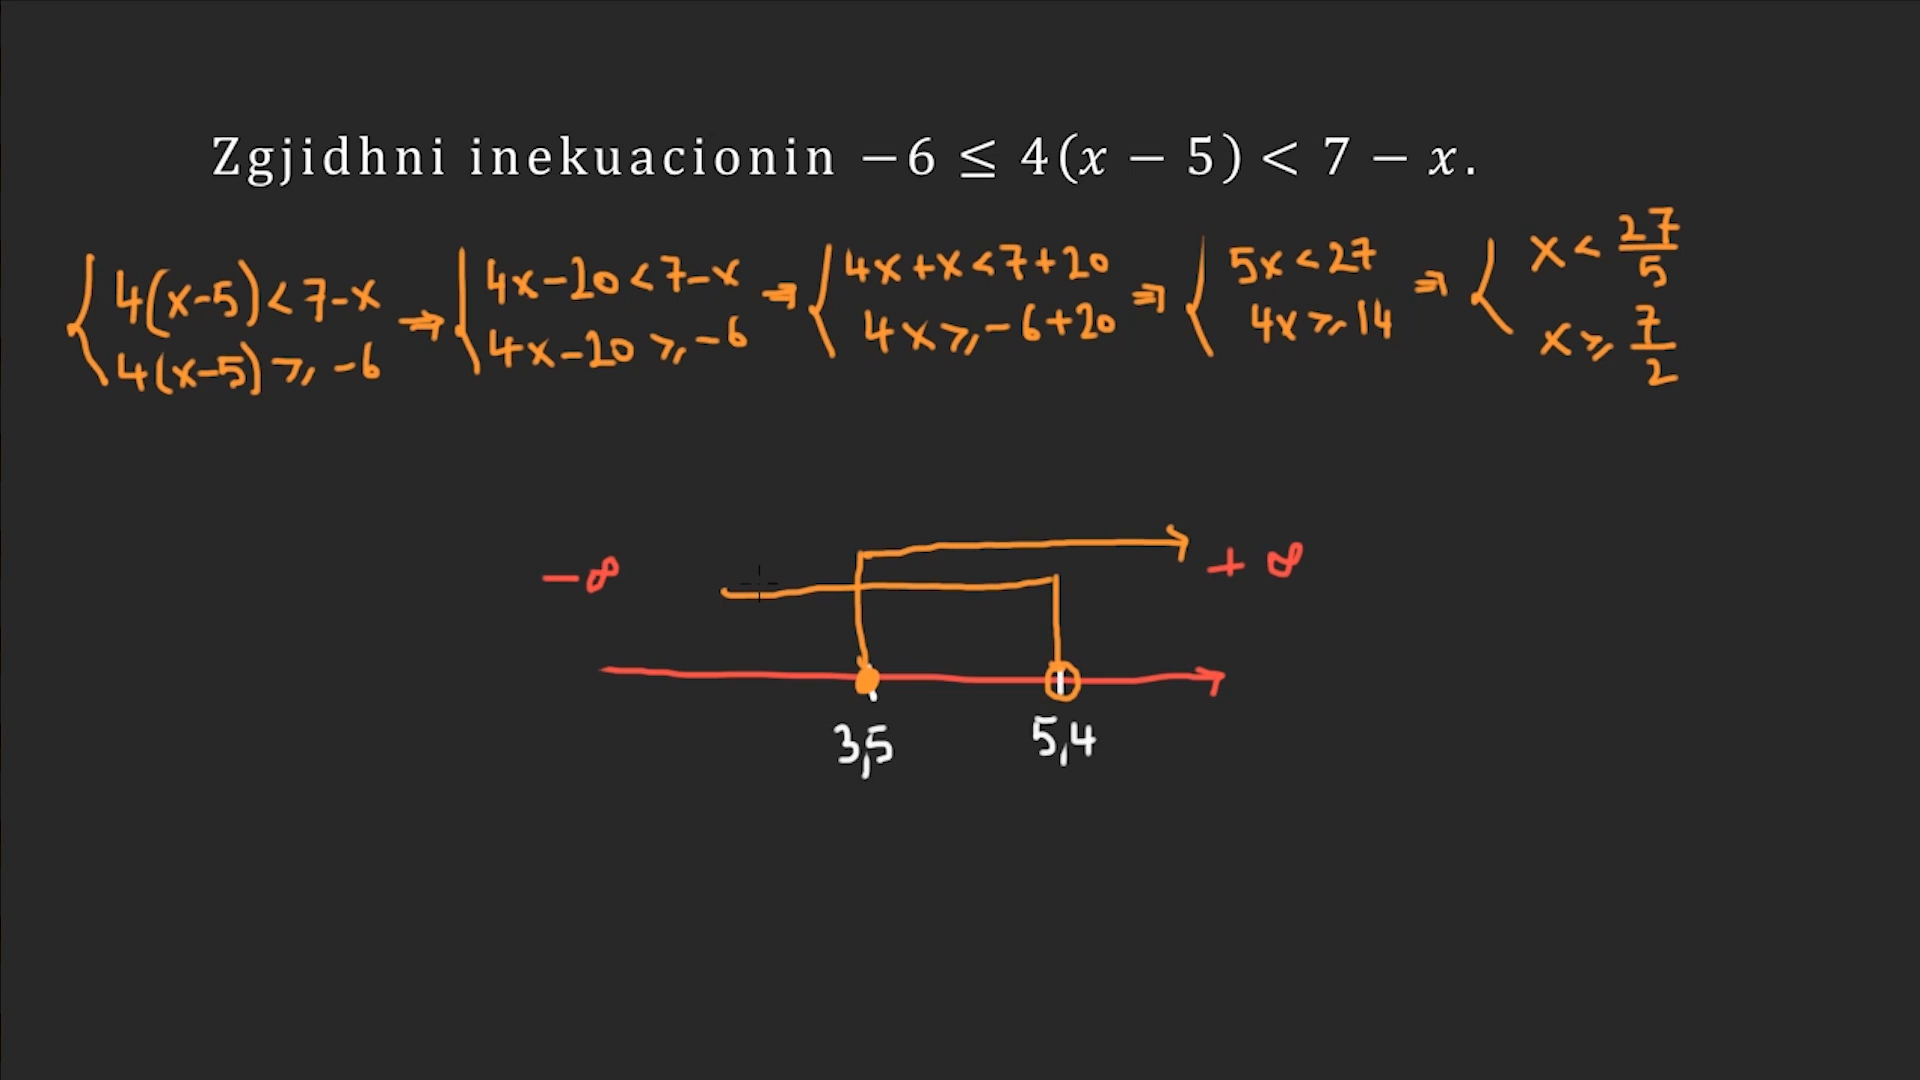 Zgjidhni inekuacionin −6 ≤ 4(x − 5) < 7 − x.
{ 4(x-5) < 7-x ⇒ { 4x-20 < 7-x ⇒ { 4x+x < 7+20 ⇒ { 5x < 27 ⇒ { x < 27/5
4(x-5) ⩾ -6 4x-20 ⩾ -6 4x ⩾ -6+20 4x ⩾ 14 x ⩾ 7/2
-∞ +∞
3,5 5,4